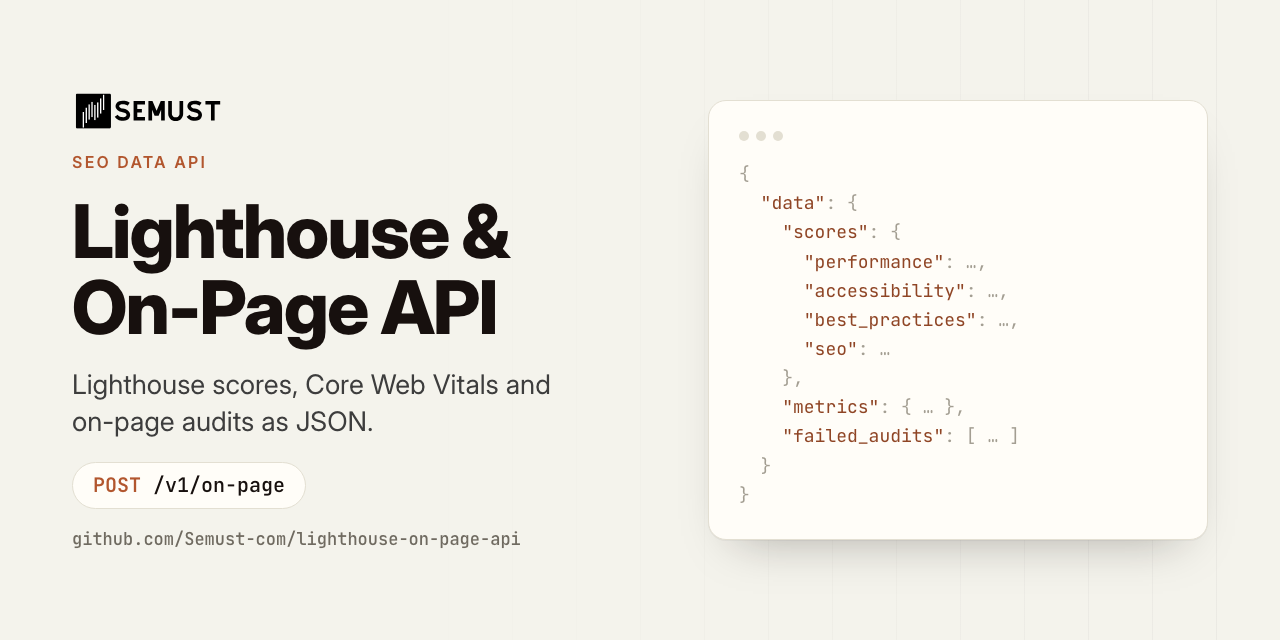 SEMUST
SEO DATA API
Lighthouse &
On-Page API
Lighthouse scores, Core Web Vitals and
on-page audits as JSON.
POST /v1/on-page
github.com/Semust-com/lighthouse-on-page-api
{
  "data": {
    "scores": {
      "performance": …,
      "accessibility": …,
      "best_practices": …,
      "seo": …
    },
    "metrics": { … },
    "failed_audits": [ … ]
  }
}